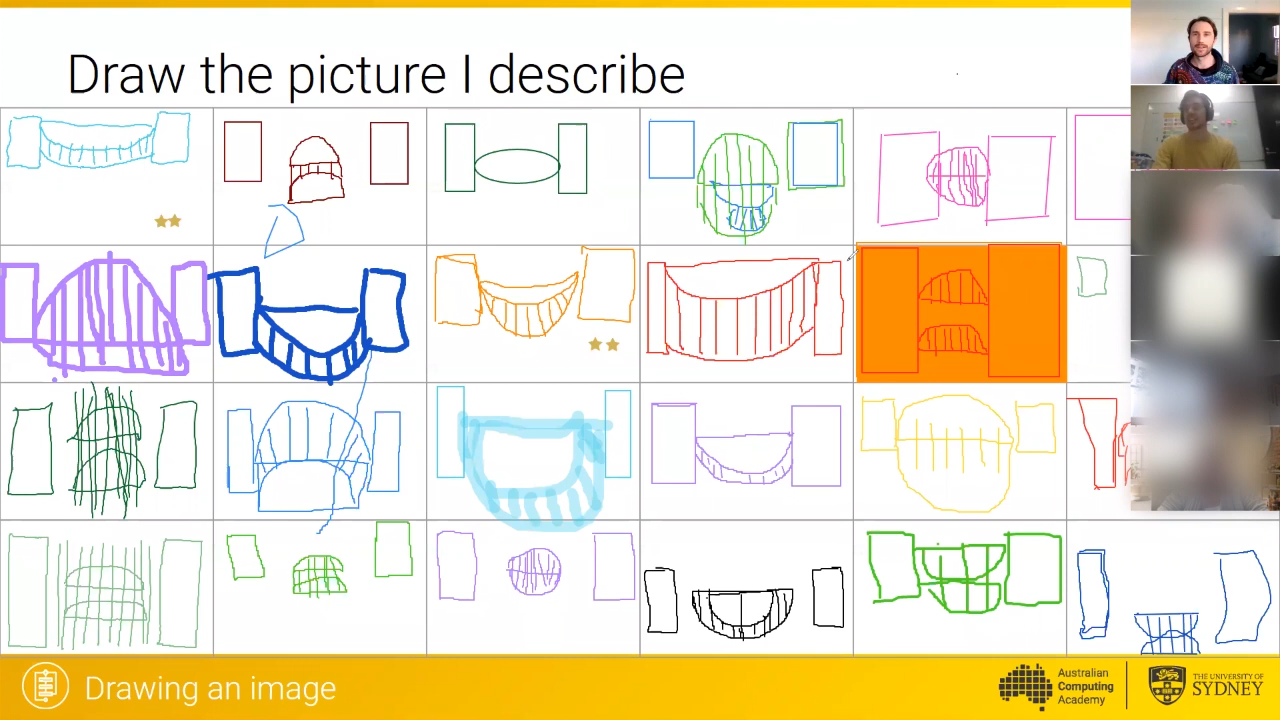 Draw the picture I describe
Drawing an image
Australian
Computing
Academy
THE UNIVERSITY OF
SYDNEY